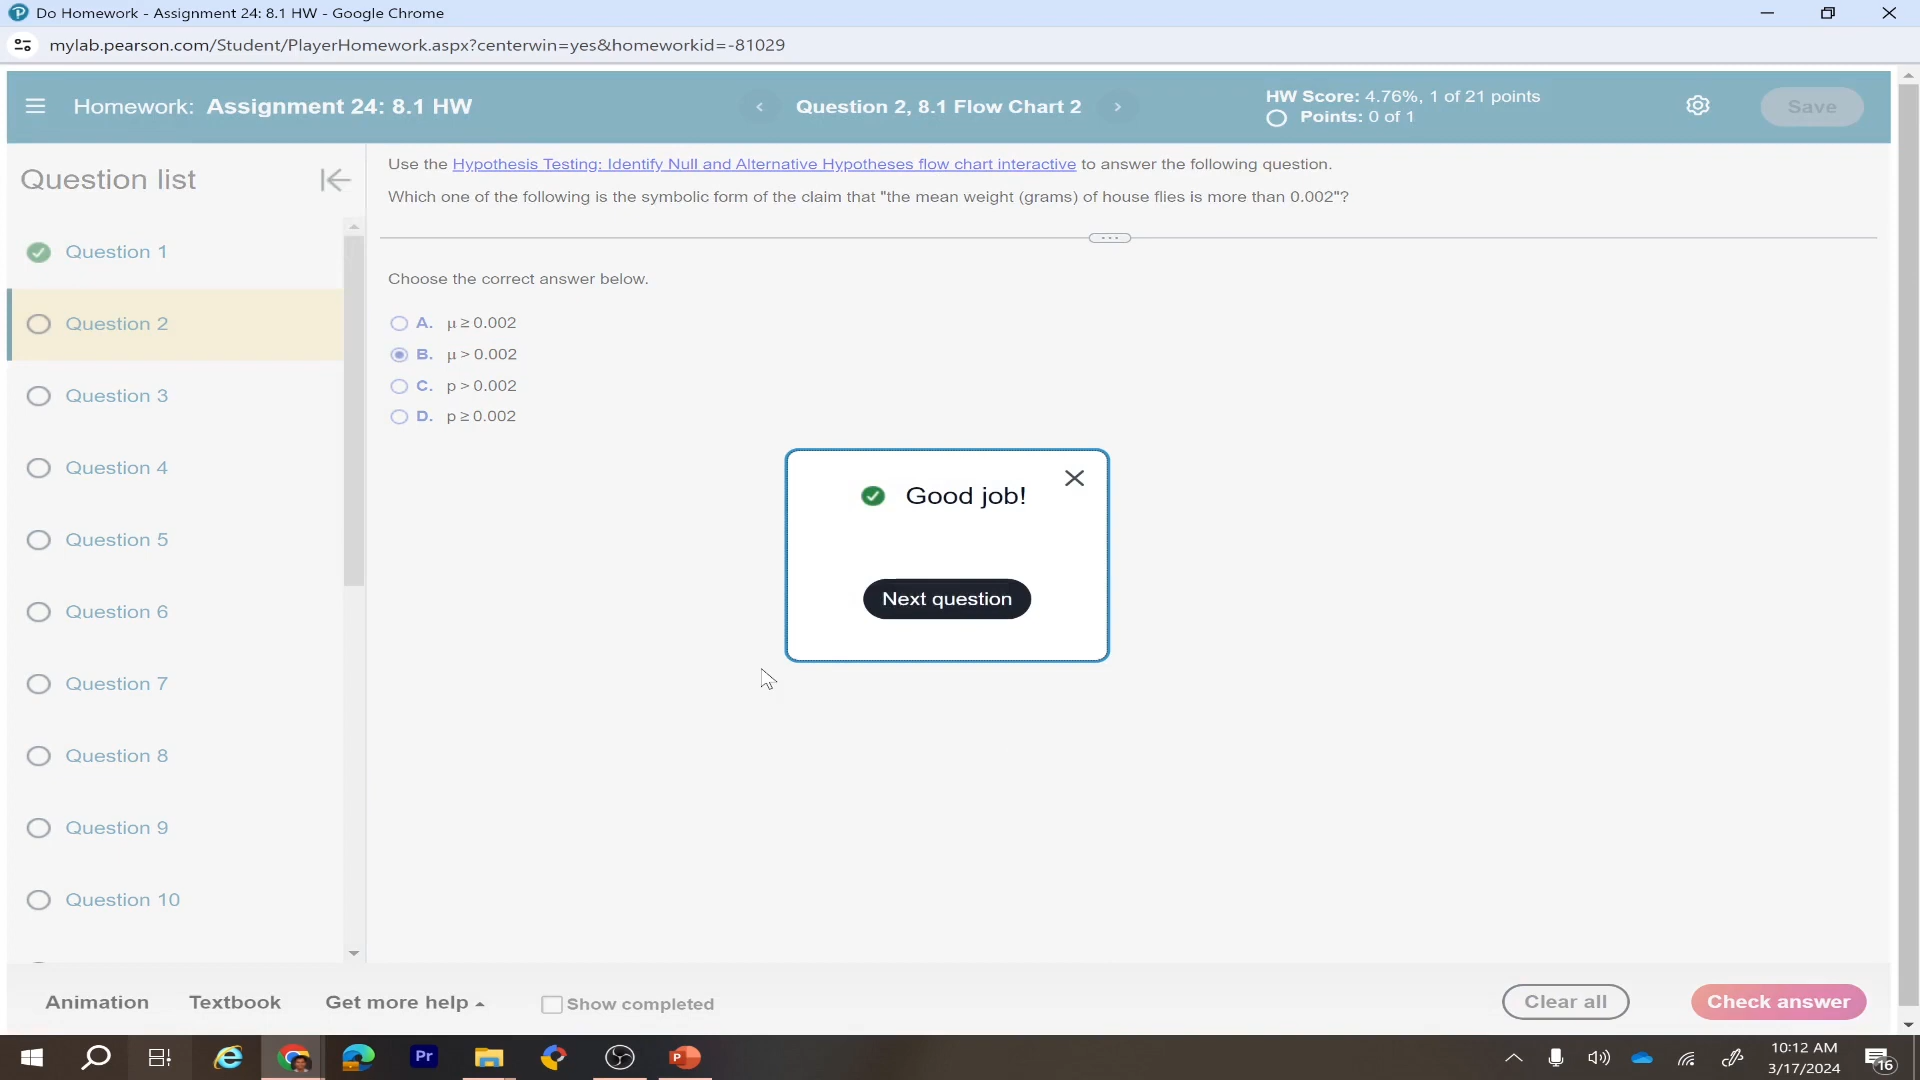 Do Homework - Assignment 24: 8.1 HW - Google Chrome
mylab.pearson.com/Student/PlayerHomework.aspx?centerwin=yes&homeworkid=-81029
Homework: Assignment 24: 8.1 HW
Question 2, 8.1 Flow Chart 2
HW Score: 4.76%, 1 of 21 points
Points: 0 of 1
Save
Question list
Question 1
Question 2
Question 3
Question 4
Question 5
Question 6
Question 7
Question 8
Question 9
Question 10
Use the Hypothesis Testing: Identify Null and Alternative Hypotheses flow chart interactive to answer the following question.
Which one of the following is the symbolic form of the claim that "the mean weight (grams) of house flies is more than 0.002"?
Choose the correct answer below.
A. μ ≥ 0.002
B. μ > 0.002
C. p > 0.002
D. p ≥ 0.002
Good job!
Next question
Animation Textbook Get more help Show completed
Clear all Check answer
Pr
P
10:12 AM
3/17/2024
16